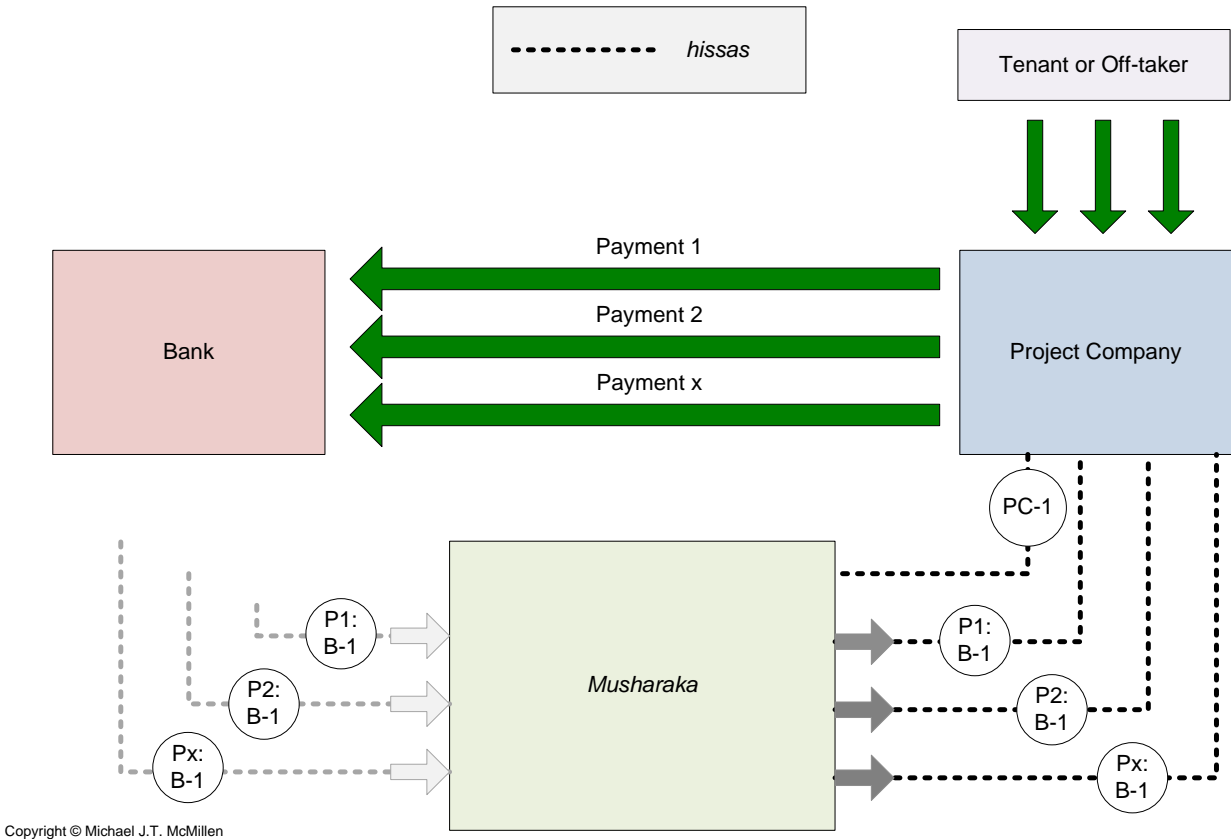 hissas
Tenant or Off-taker
Payment 1
Payment 2
Bank
Project Company
Payment x
PC-1
P1:
B-1
P1:
B-1
P2:
B-1
Musharaka
P2:
B-1
Px:
B-1
Px:
B-1
Copyright © Michael J.T. McMillen